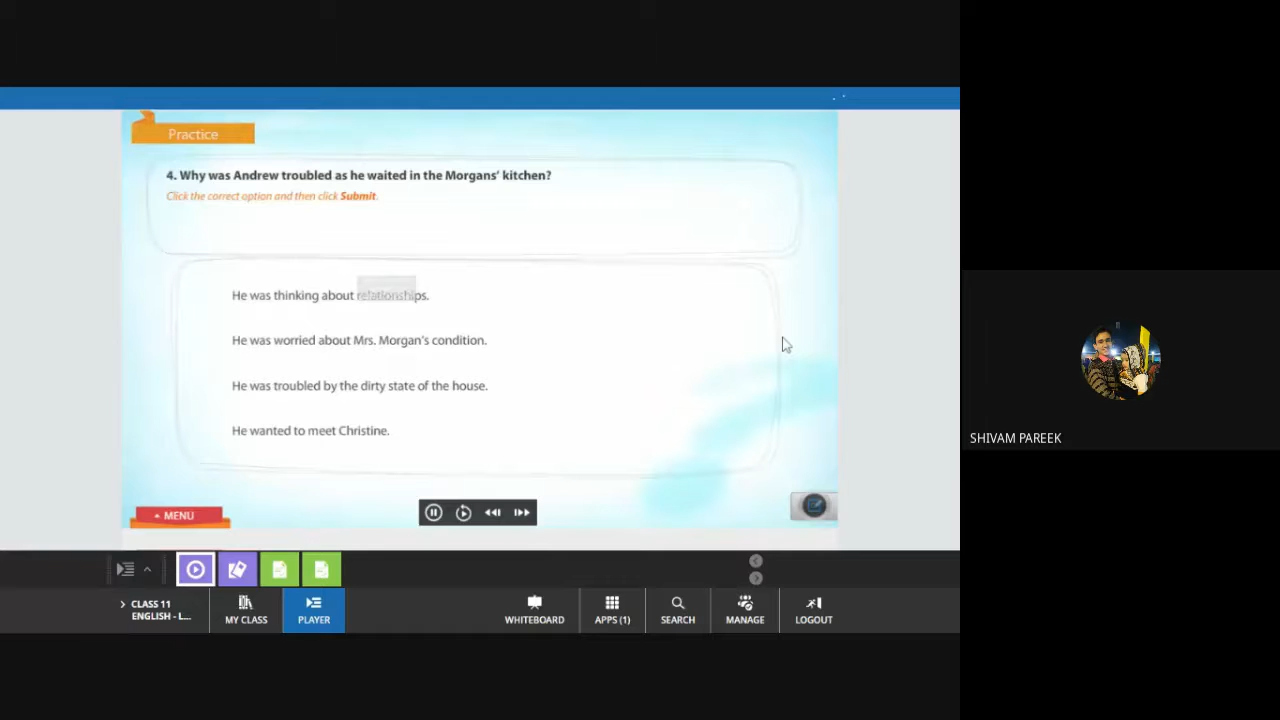 Practice
4. Why was Andrew troubled as he waited in the Morgans' kitchen?
Click the correct option and then click Submit.
He was thinking about relationships.
He was worried about Mrs. Morgan's condition.
He was troubled by the dirty state of the house.
He wanted to meet Christine.
MENU
SHIVAM PAREEK
CLASS 11
ENGLISH - L...
MY CLASS
PLAYER
WHITEBOARD
APPS (1)
SEARCH
MANAGE
LOGOUT